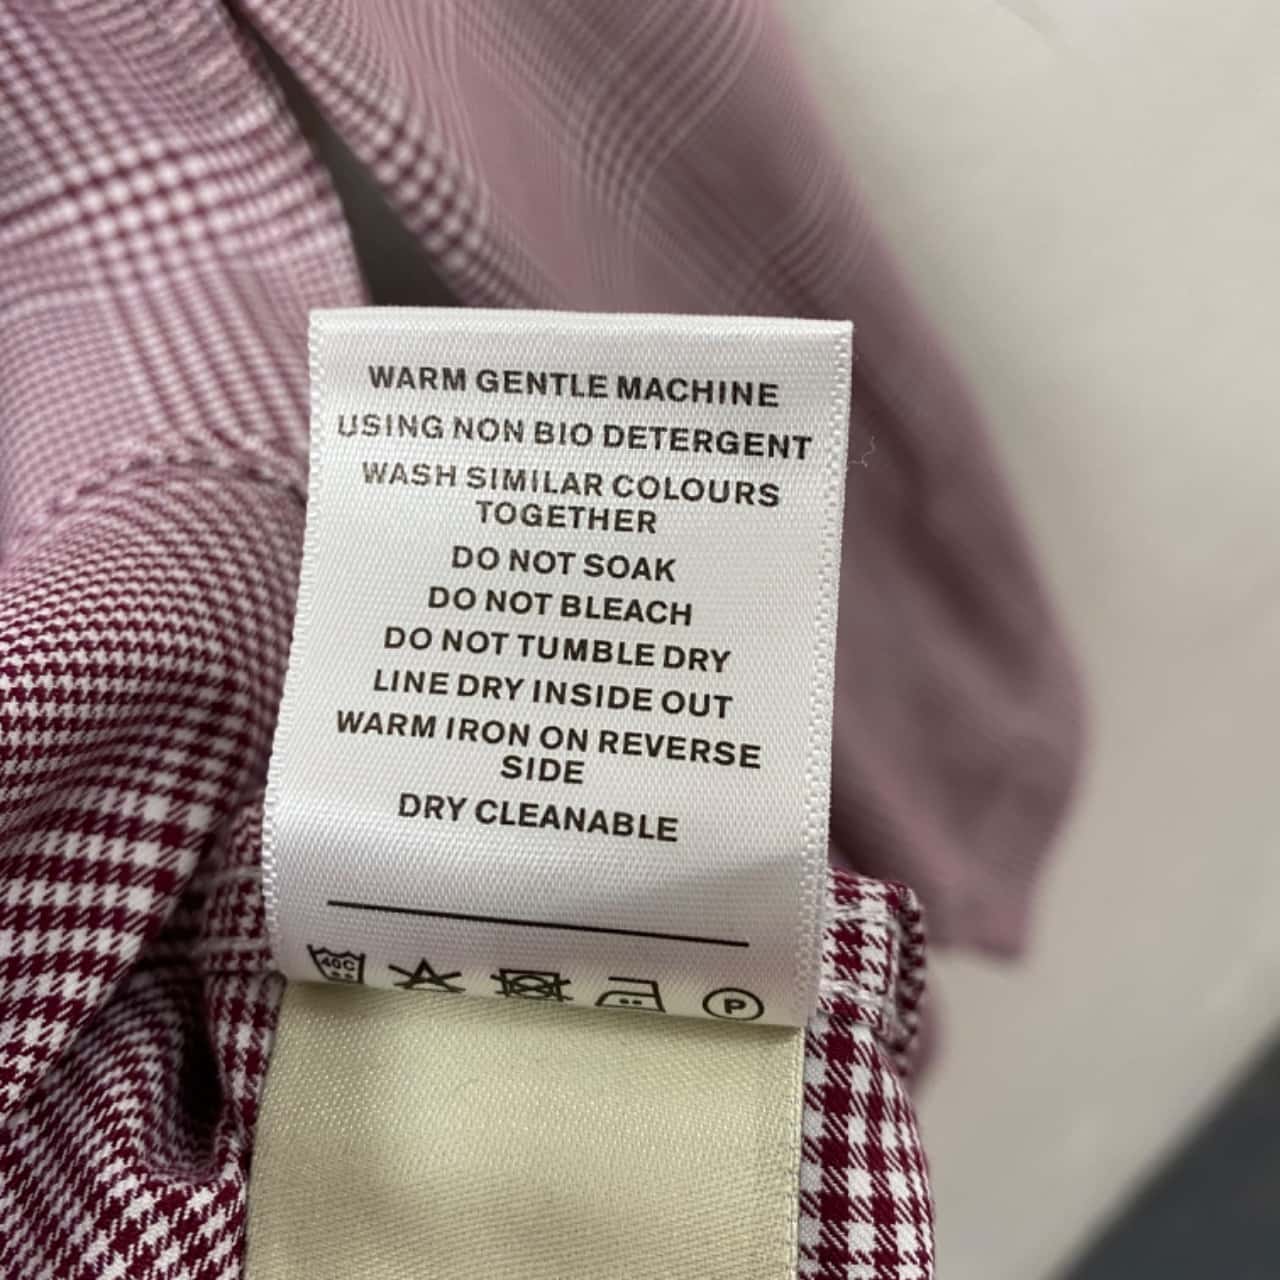 WARM GENTLE MACHINE
USING NON BIO DETERGENT
WASH SIMILAR COLOURS
TOGETHER
DO NOT SOAK
DO NOT BLEACH
DO NOT TUMBLE DRY
LINE DRY INSIDE OUT
WARM IRON ON REVERSE
SIDE
DRY CLEANABLE
40C P